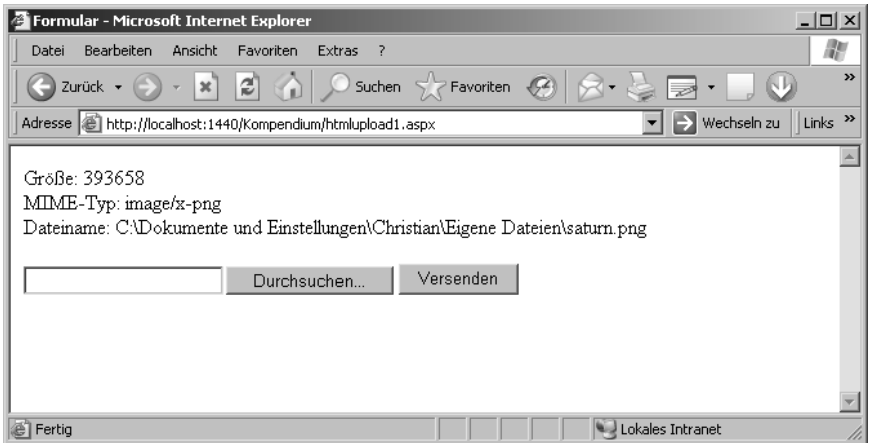 Formular - Microsoft Internet Explorer
Datei Bearbeiten Ansicht Favoriten Extras ?
Zurück Suchen Favoriten »
Adresse http://localhost:1440/Kompendium/htmlupload1.aspx Wechseln zu Links »
Größe: 393658
MIME-Typ: image/x-png
Dateiname: C:\Dokumente und Einstellungen\Christian\Eigene Dateien\saturn.png
Durchsuchen... Versenden
Fertig Lokales Intranet